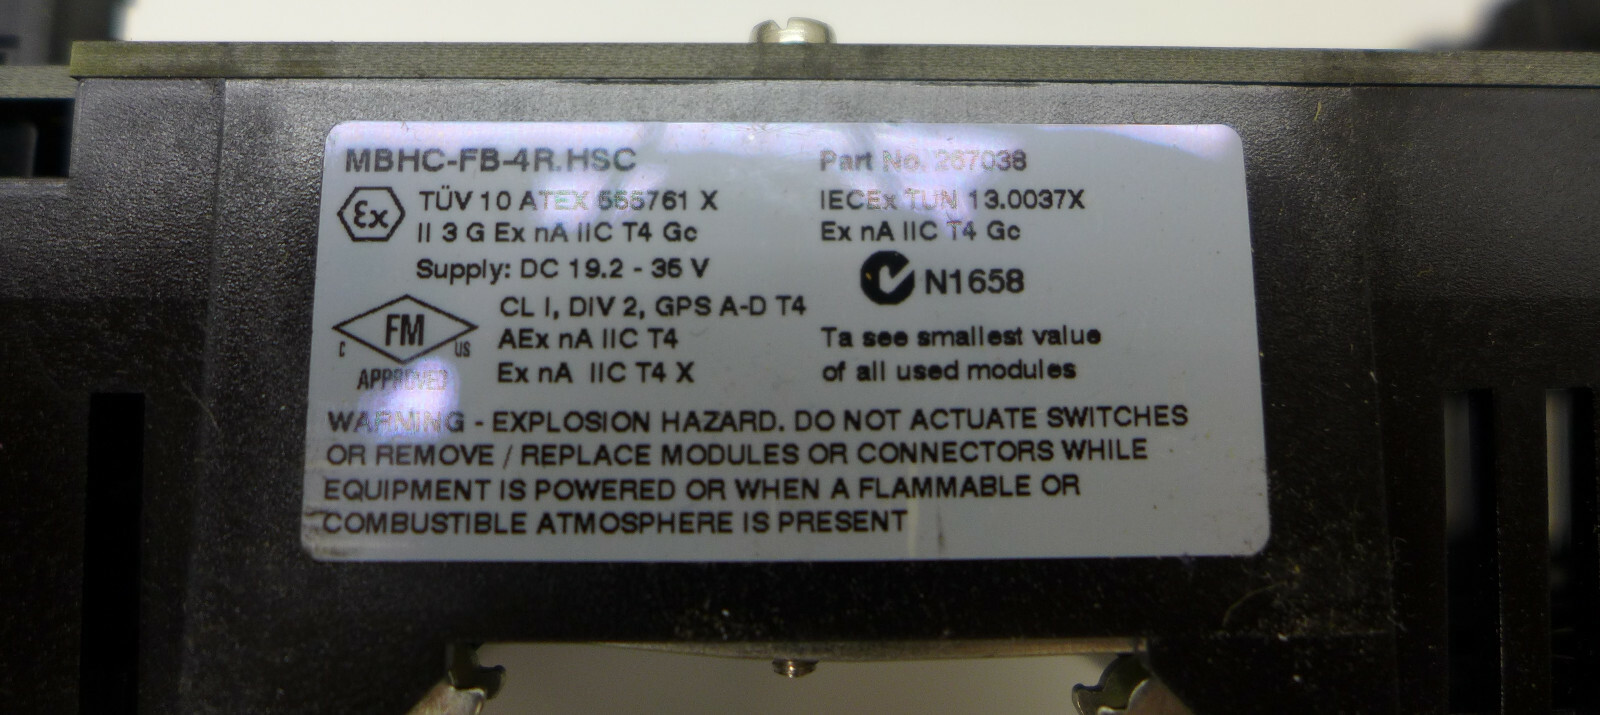 MBHC-FB-4R.HSC
Part No. 267038
Ex
TÜV 10 ATEX 555761 X
II 3 G Ex nA IIC T4 Gc
Supply: DC 19.2 - 35 V
IECEx TUN 13.0037X
Ex nA IIC T4 Gc
N1658
C FM US
APPROVED
CL I, DIV 2, GPS A-D T4
AEx nA IIC T4
Ex nA IIC T4 X
Ta see smallest value
of all used modules
WARNING - EXPLOSION HAZARD. DO NOT ACTUATE SWITCHES
OR REMOVE / REPLACE MODULES OR CONNECTORS WHILE
EQUIPMENT IS POWERED OR WHEN A FLAMMABLE OR
COMBUSTIBLE ATMOSPHERE IS PRESENT